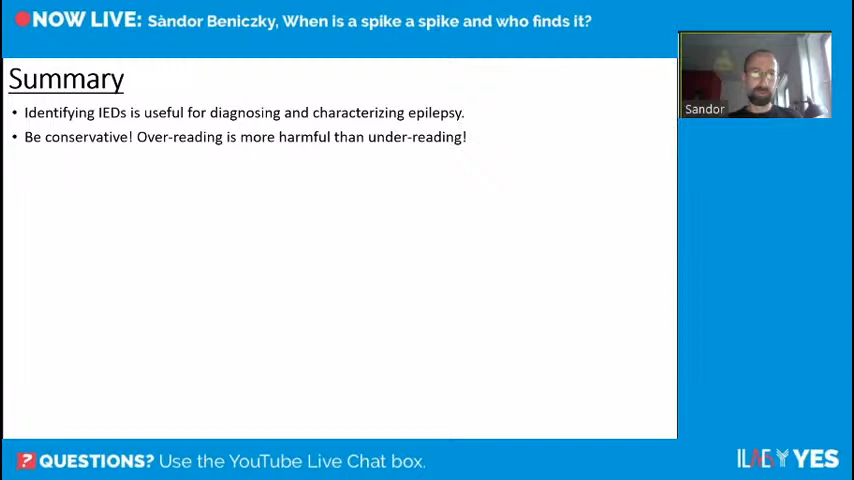 NOW LIVE: Sàndor Beniczky, When is a spike a spike and who finds it?
Summary
• Identifying IEDs is useful for diagnosing and characterizing epilepsy.
• Be conservative! Over-reading is more harmful than under-reading!
Sandor
? QUESTIONS? Use the YouTube Live Chat box.
ILAE YES